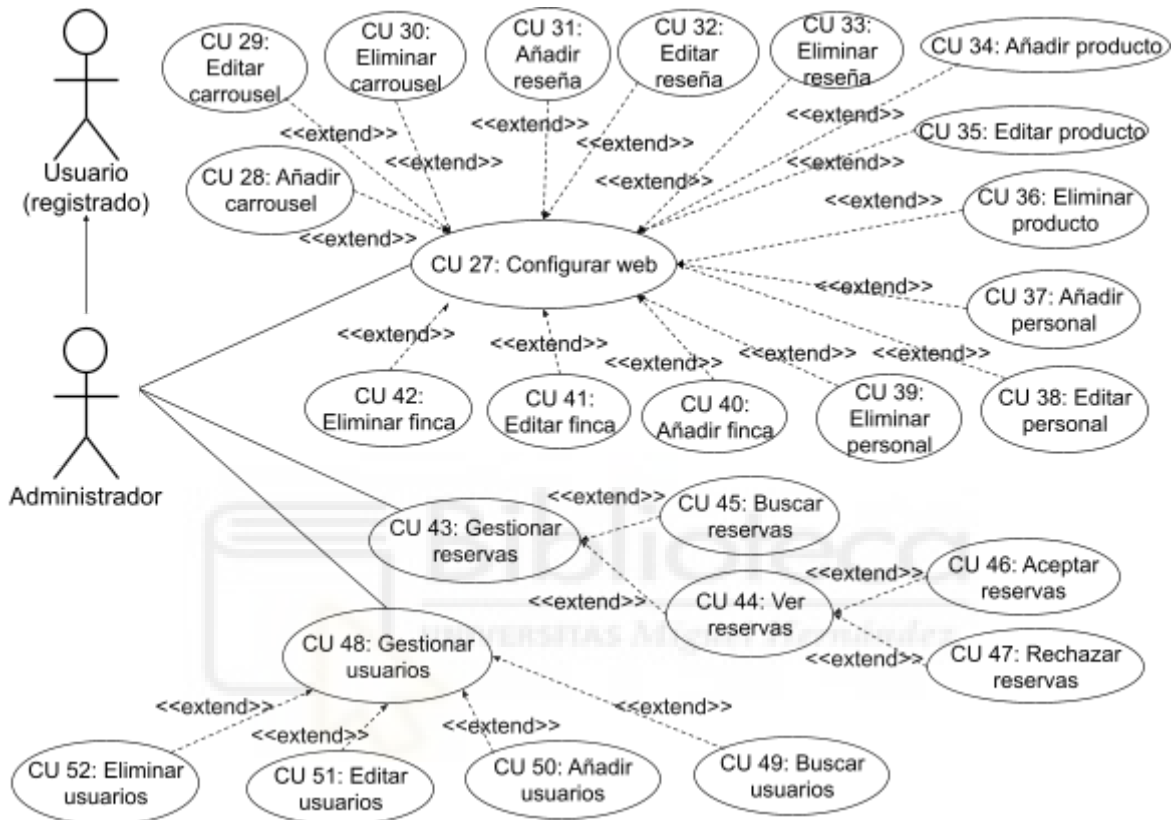 CU 29:
Editar
carrousel
CU 30:
Eliminar
carrousel
CU 31:
Añadir
reseña
CU 32:
Editar
reseña
CU 33:
Eliminar
reseña
CU 34: Añadir producto
<<extend>>
<<extend>>
<<extend>>
<<extend>>
<<extend>>
<<extend>>
CU 35: Editar producto
<<extend>>
Usuario
(registrado)
CU 28: Añadir
carrousel
<<extend>>
<<extend>>
CU 36: Eliminar
producto
CU 27: Configurar web
<<extend>>
CU 37: Añadir
personal
<<extend>>
<<extend>>
<<extend>>
<<extend>>
<<extend>>
CU 42:
Eliminar finca
CU 41:
Editar finca
CU 40:
Añadir finca
CU 39:
Eliminar
personal
CU 38: Editar
personal
Administrador
<<extend>>
CU 45: Buscar
reservas
CU 43: Gestionar
reservas
Biblioteca
UNIVERSITAS Miguel Hernández
<<extend>>
CU 44: Ver
reservas
<<extend>>
CU 46: Aceptar
reservas
<<extend>>
CU 47: Rechazar
reservas
CU 48: Gestionar
usuarios
<<extend>>
<<extend>>
<<extend>>
<<extend>>
CU 52: Eliminar
usuarios
CU 51: Editar
usuarios
CU 50: Añadir
usuarios
CU 49: Buscar
usuarios